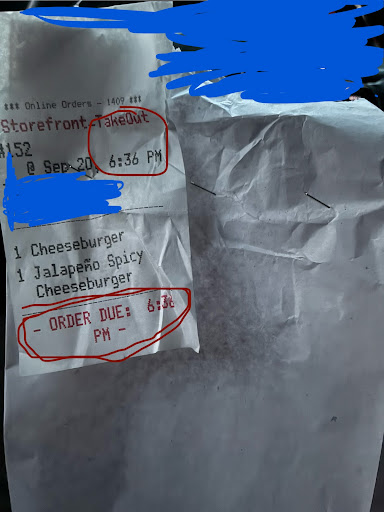 *** Online Orders - 1409 ***
Storefront-TakeOut
#152
@ Sep 20, 6:36 PM
1 Cheeseburger
1 Jalapeño Spicy
Cheeseburger
- ORDER DUE: 6:36
PM -